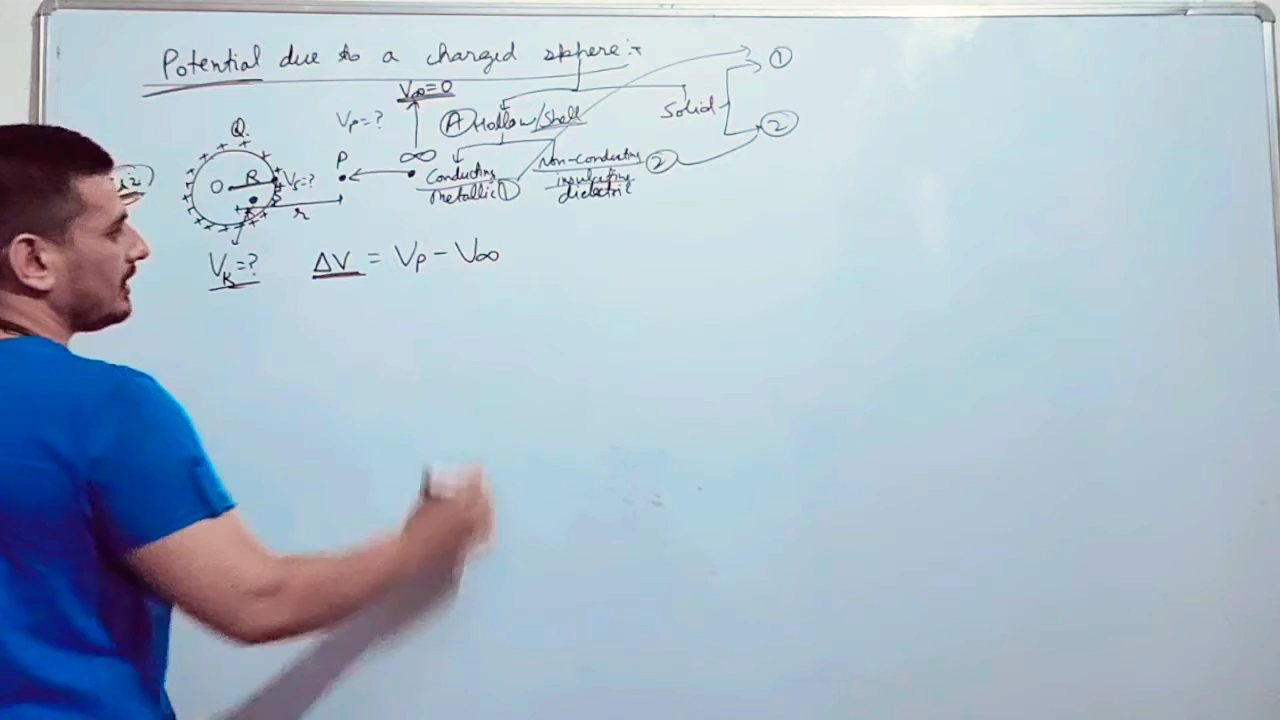 Potential due to a charged sphere :-
V∞ = 0
①
Vp = ?
Ⓐ Hollow/Shell
Solid
②
Q
+ + + + +
P
∞
Conducting
metallic ①
Non-conducting ②
insulating
dielectric
O R
Vs = ?
r
V_K = ?
ΔV = Vp - V∞